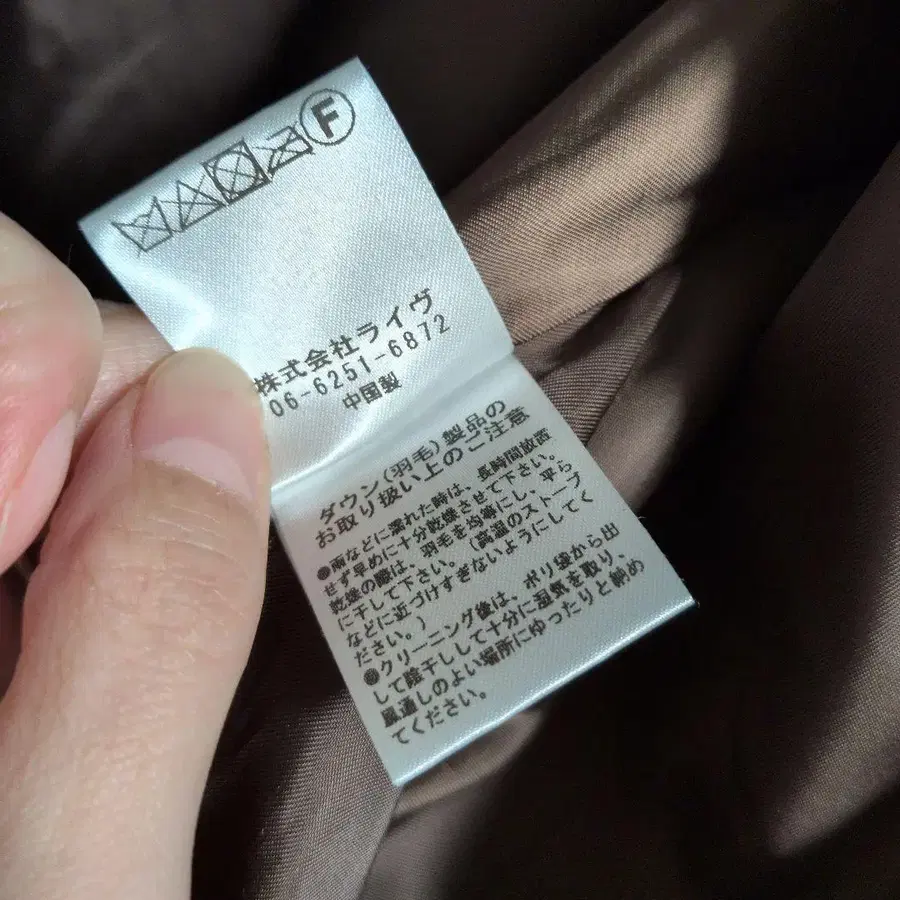 F
株式会社ライヴ
06-6251-6872
中国製
ダウン(羽毛)製品の
お取り扱い上のご注意
●雨などに濡れた時は、長時間放置
せず早めに十分乾燥させて下さい。
乾燥の際は、羽毛を均等にし、平ら
に干して下さい。(高温のストーブ
などに近づけすぎないようにしてく
ださい。)
●クリーニング後は、ポリ袋から出
して陰干しして十分に湿気を取り、
風通しのよい場所にゆったりと納め
てください。